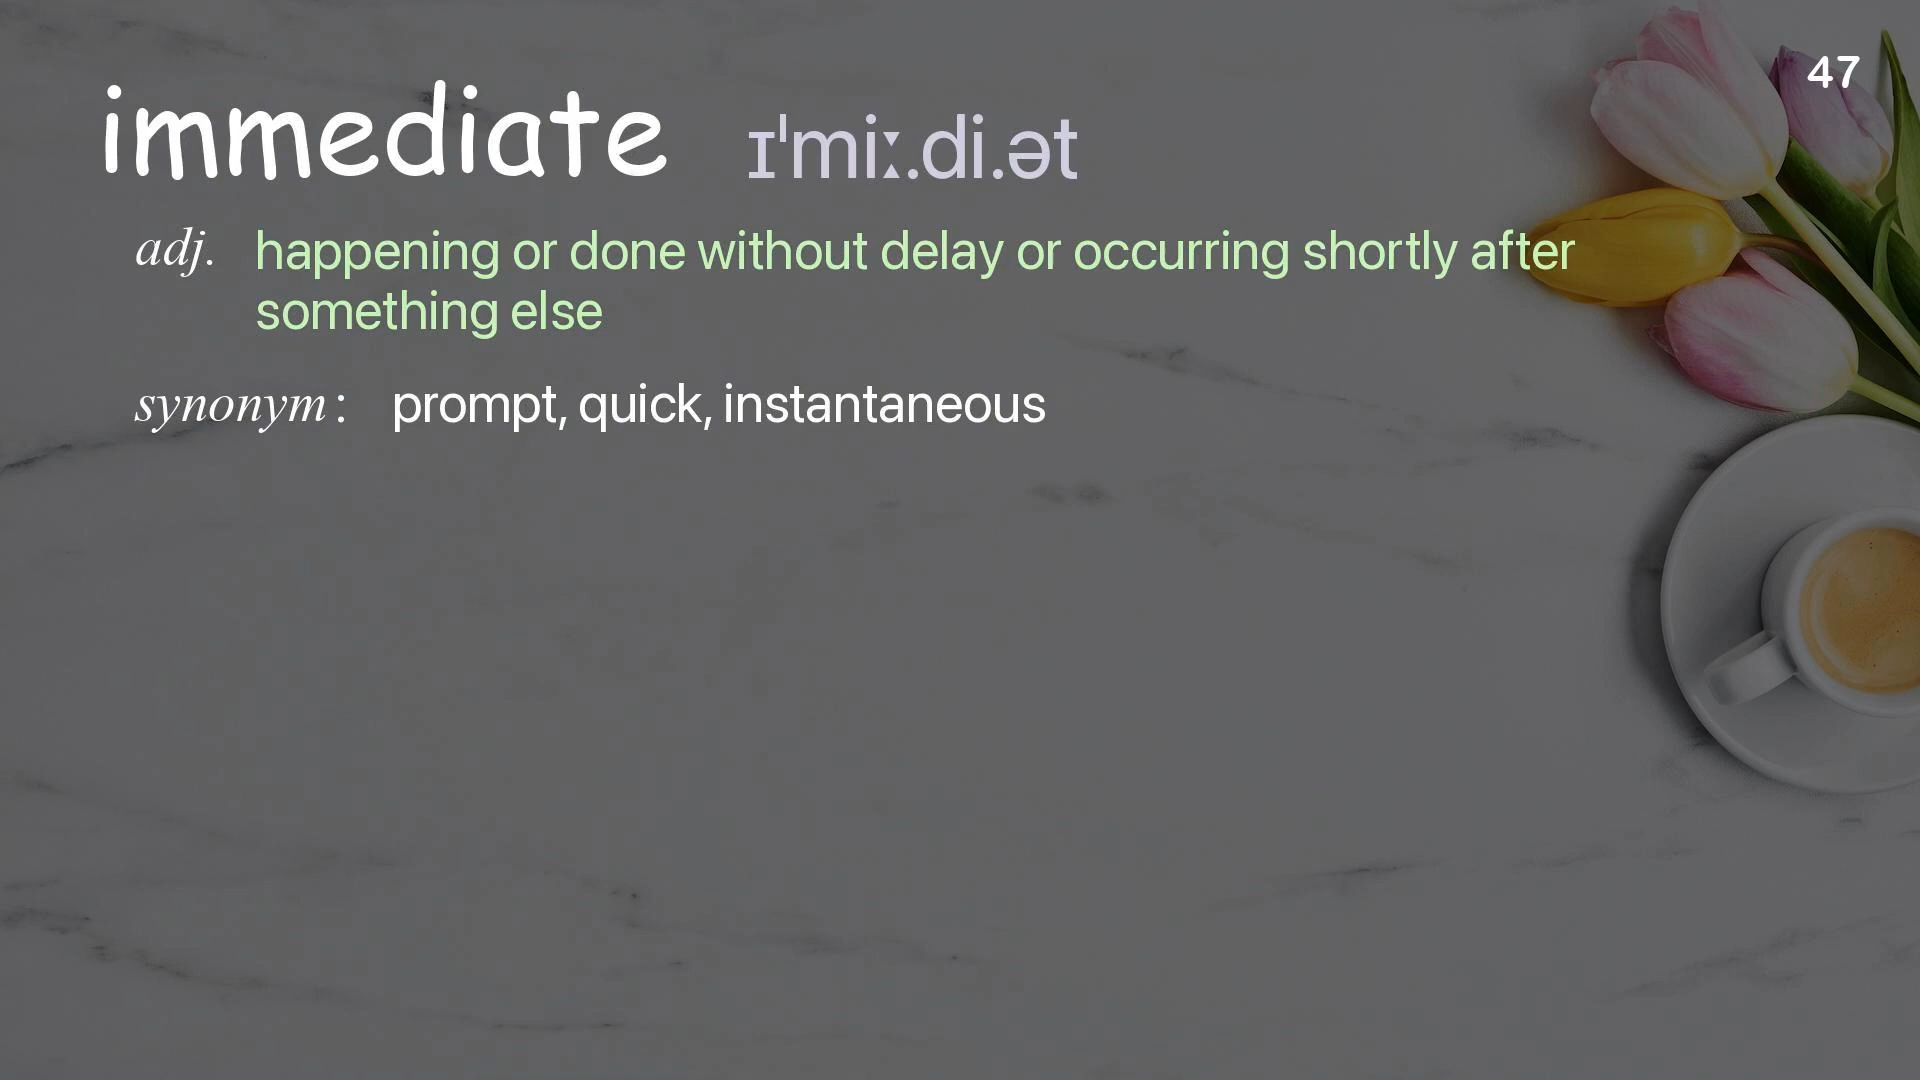 47
immediate ɪˈmiː.di.ət
adj. happening or done without delay or occurring shortly after
something else
synonym : prompt, quick, instantaneous